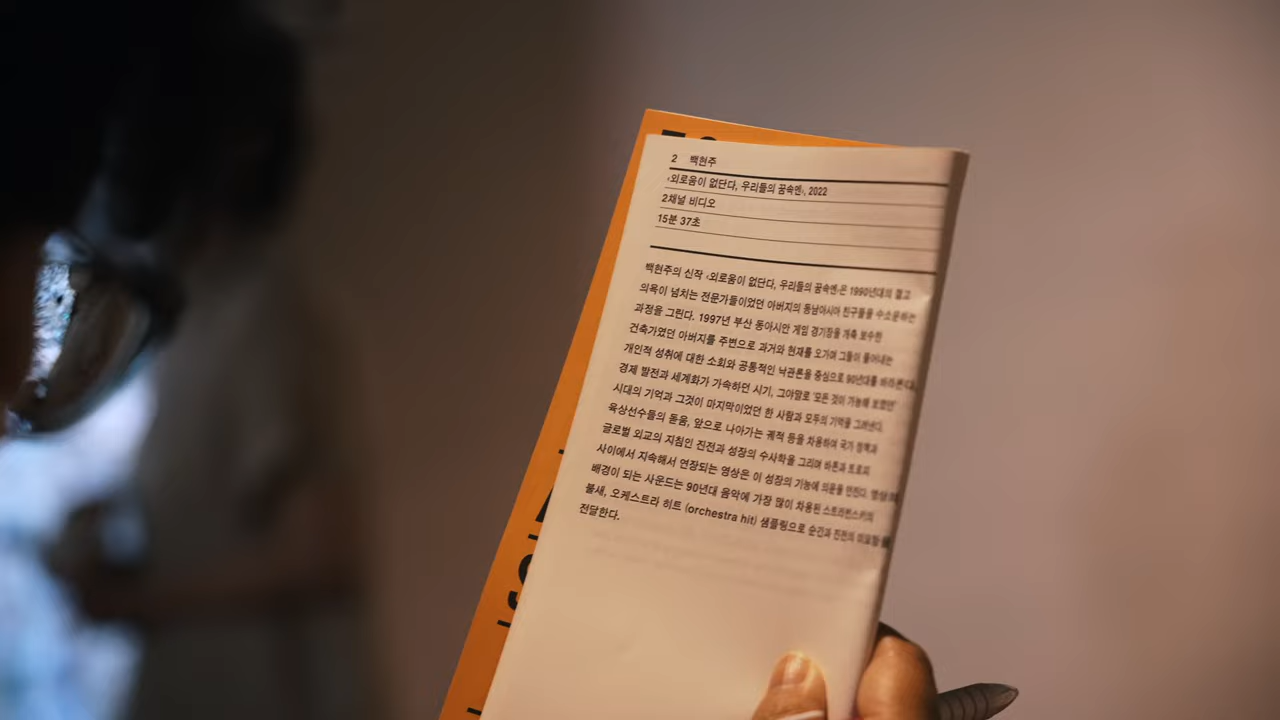 2 백현주
‹외로움이 없단다, 우리들의 꿈속엔›, 2022
2채널 비디오
15분 37초
백현주의 신작 ‹외로움이 없단다, 우리들의 꿈속엔›은 1990년대의 젊고
의욕이 넘치는 전문가들이었던 아버지의 동남아시아 친구들을 수소문하는
과정을 그린다. 1997년 부산 동아시안 게임 경기장을 개축 보수한
건축가였던 아버지를 주변으로 과거와 현재를 오가며 그들이 풀어내는
개인적 성취에 대한 소회와 공통적인 낙관론을 중심으로 90년대를 바라본다.
경제 발전과 세계화가 가속하던 시기, 그야말로 '모든 것이 가능해 보였던'
시대의 기억과 그것이 마지막이었던 한 사람과 모두의 기억을 그려낸다.
육상선수들의 돋움, 앞으로 나아가는 궤적 등을 차용하여 국가 정책과
글로벌 외교의 지침인 진전과 성장의 수사학을 그리며 바튼과 트로피
사이에서 지속해서 연장되는 영상은 이 성장의 기능에 의문을 던진다. 영상의
배경이 되는 사운드는 90년대 음악에 가장 많이 차용된 스트라빈스키의
불새, 오케스트라 히트 (orchestra hit) 샘플링으로 순간과 진전의
전달한다.